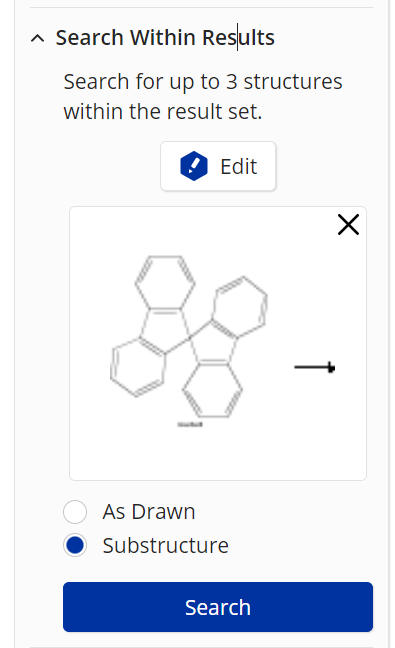 Search Within Results
Search for up to 3 structures
within the result set.
Edit
As Drawn
Substructure
Search